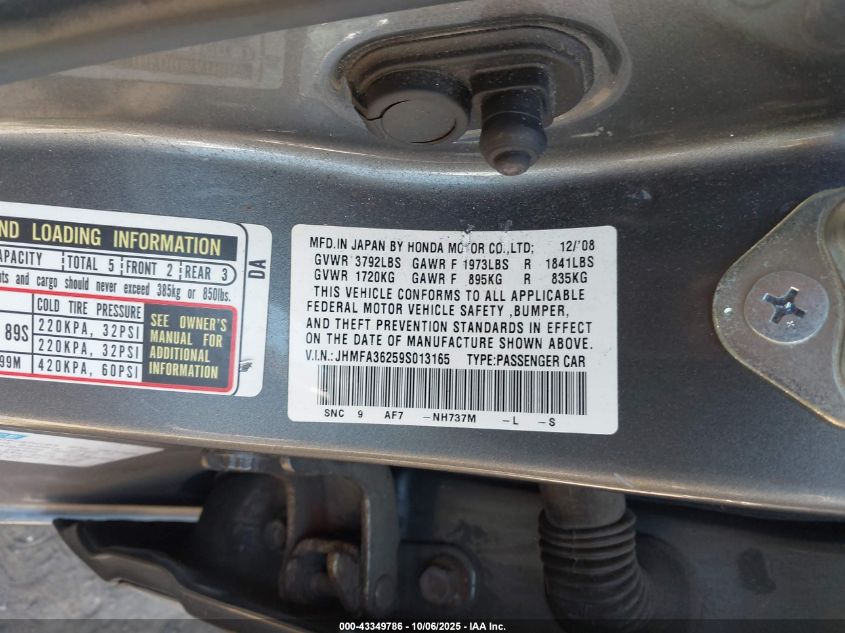 ND LOADING INFORMATION
APACITY TOTAL 5 FRONT 2 REAR 3
nts and cargo should never exceed 385kg or 850lbs.
COLD TIRE PRESSURE
89S 220KPA, 32PSI
220KPA, 32PSI
99M 420KPA, 60PSI
SEE OWNER'S
MANUAL FOR
ADDITIONAL
INFORMATION
DA
MFD.IN JAPAN BY HONDA MOTOR CO.,LTD: 12/'08
GVWR 3792LBS GAWR F 1973LBS R 1841LBS
GVWR 1720KG GAWR F 895KG R 835KG
THIS VEHICLE CONFORMS TO ALL APPLICABLE
FEDERAL MOTOR VEHICLE SAFETY ,BUMPER,
AND THEFT PREVENTION STANDARDS IN EFFECT
ON THE DATE OF MANUFACTURE SHOWN ABOVE.
V.I.N.:JHMFA36259S013165 TYPE:PASSENGER CAR
SNC 9 AF7 -NH737M -L -S
000-43349786 - 10/06/2025 - IAA Inc.